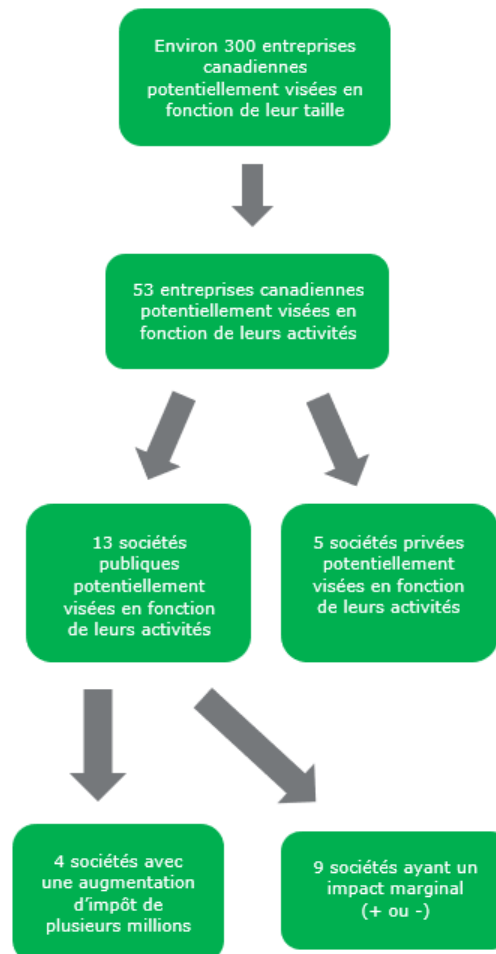 Environ 300 entreprises
canadiennes
potentiellement visées en
fonction de leur taille
53 entreprises canadiennes
potentiellement visées en
fonction de leurs activités
13 sociétés
publiques
potentiellement
visées en fonction
de leurs activités
5 sociétés privées
potentiellement
visées en fonction
de leurs activités
4 sociétés avec
une augmentation
d'impôt de
plusieurs millions
9 sociétés ayant un
impact marginal
(+ ou -)